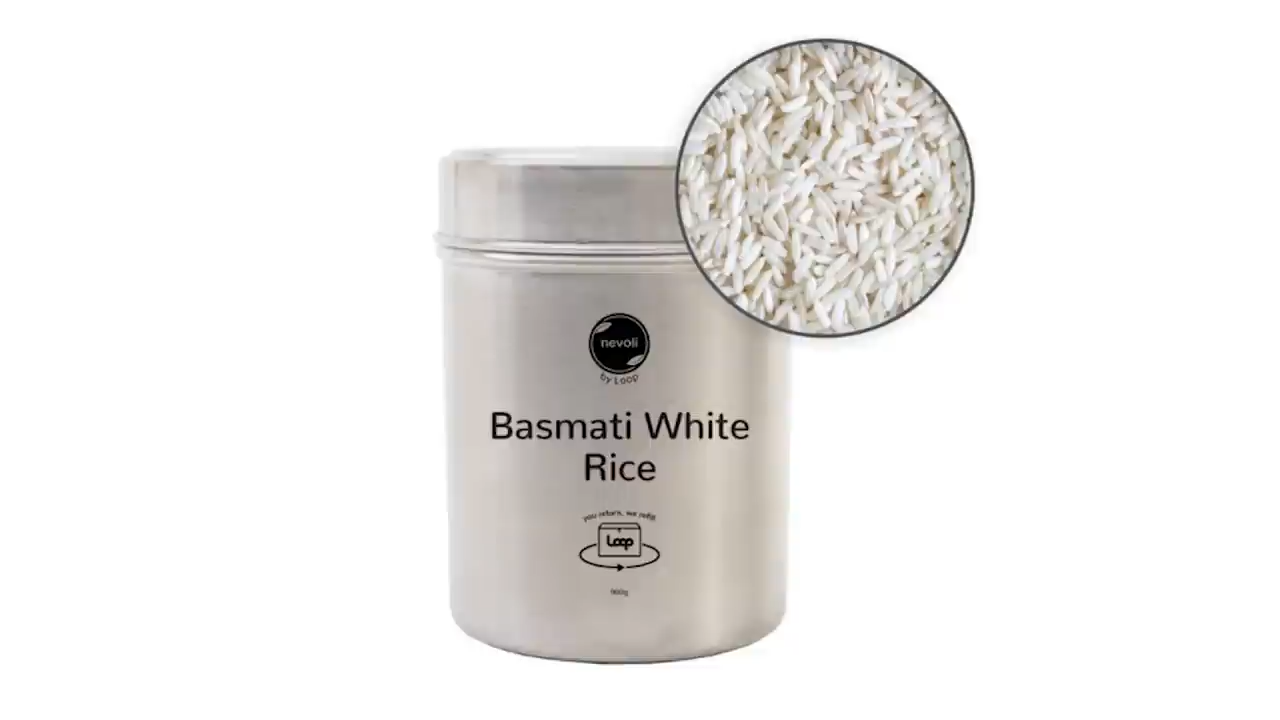 nevoli
by Loop
Basmati White
Rice
you return, we refill
Loop